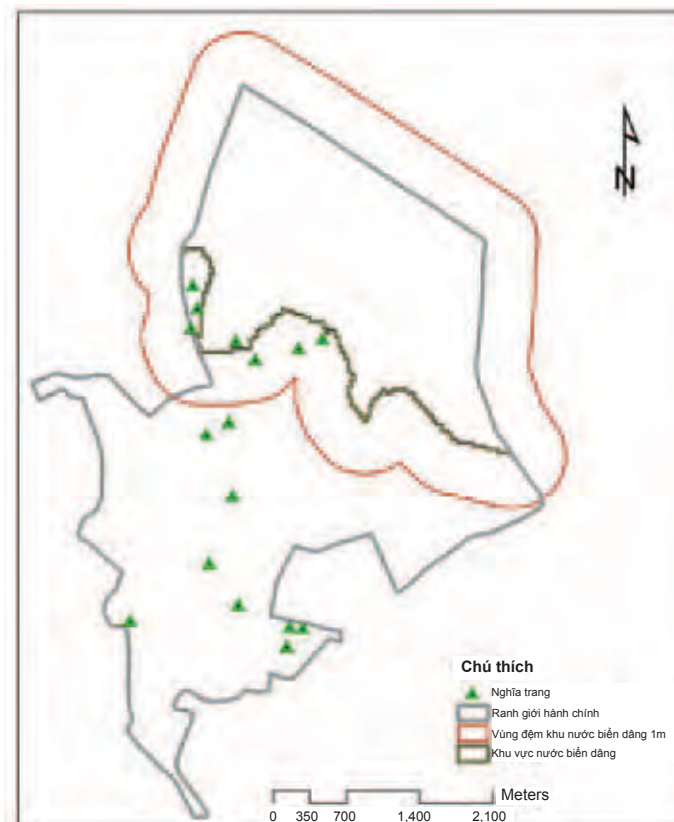 N
Chú thích
Nghĩa trang
Ranh giới hành chính
Vùng đệm khu nước biển dâng 1m
Khu vực nước biển dâng
Meters
0 350 700 1,400 2,100